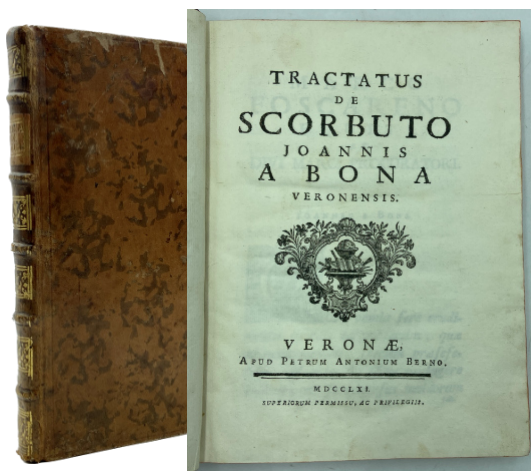 TRACTATUS
DE
SCORBUTO
JOANNIS
A BONA
VERONENSIS.
VERONÆ,
APUD PETRUM ANTONIUM BERNO.
MDCCLXI.
SUPERIORUM PERMISSU, AC PRIVILEGIIS.